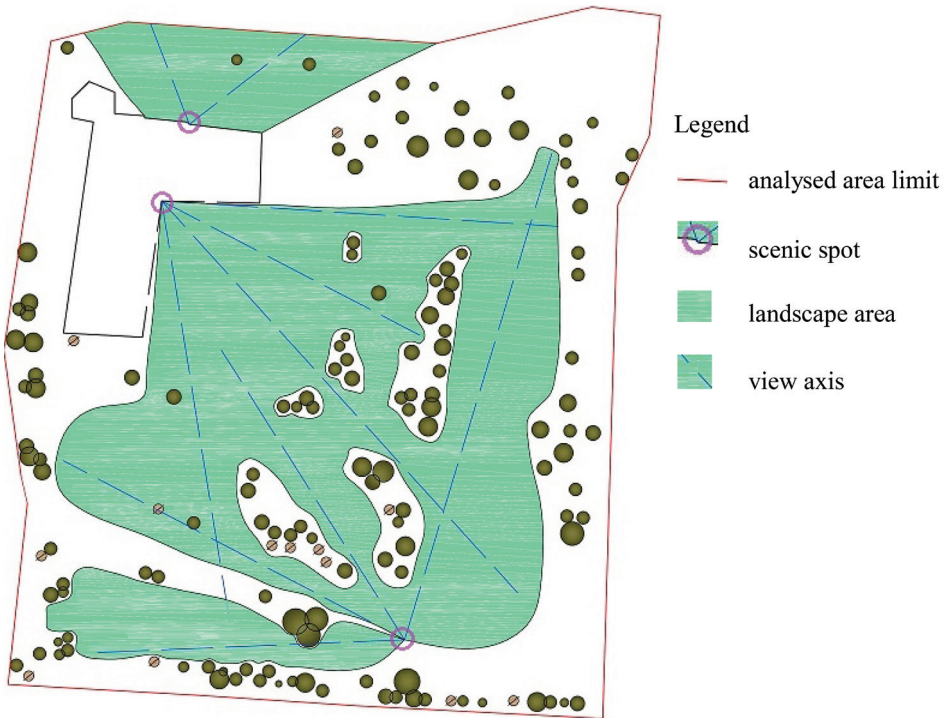 Legend
analysed area limit
scenic spot
landscape area
view axis